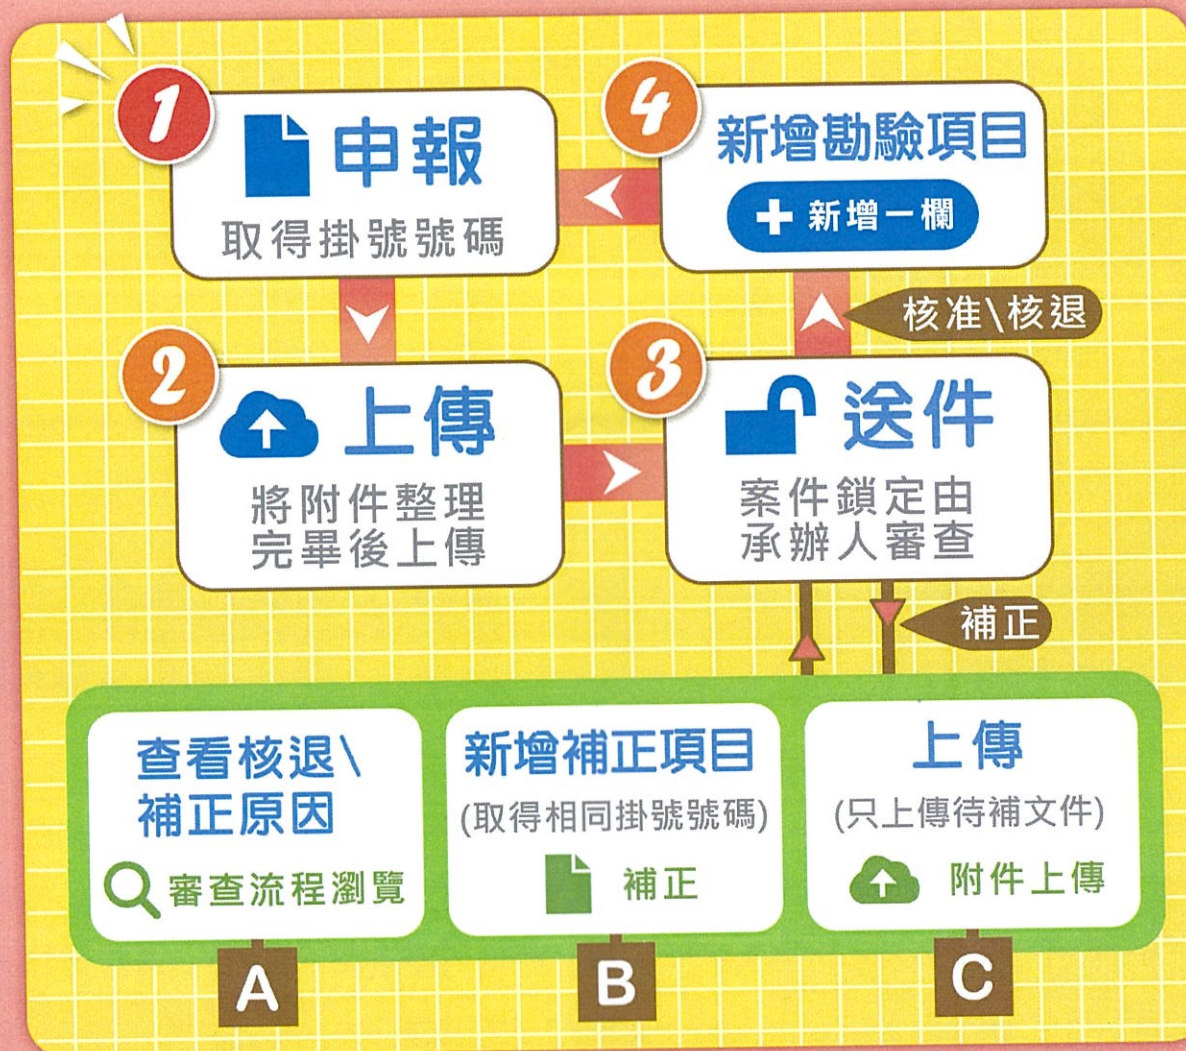 1
申報
取得掛號號碼
2
上傳
將附件整理
完畢後上傳
3
送件
案件鎖定由
承辦人審查
核准\核退
4
新增勘驗項目
+ 新增一欄
補正
查看核退\
補正原因
審查流程瀏覽
A
新增補正項目
(取得相同掛號號碼)
補正
B
上傳
(只上傳待補文件)
附件上傳
C